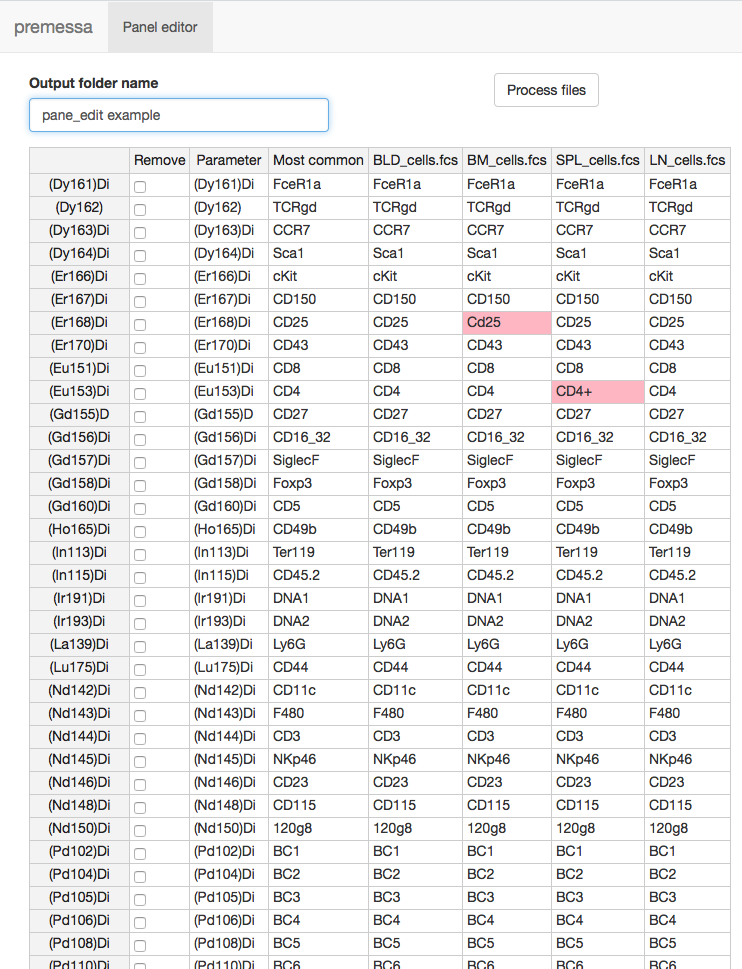 premessa Panel editor
Output folder name
Process files
pane_edit example
Remove Parameter Most common BLD_cells.fcs BM_cells.fcs SPL_cells.fcs LN_cells.fcs
(Dy161)Di (Dy161)Di FceR1a FceR1a FceR1a FceR1a FceR1a
(Dy162) (Dy162) TCRgd TCRgd TCRgd TCRgd TCRgd
(Dy163)Di (Dy163)Di CCR7 CCR7 CCR7 CCR7 CCR7
(Dy164)Di (Dy164)Di Sca1 Sca1 Sca1 Sca1 Sca1
(Er166)Di (Er166)Di cKit cKit cKit cKit cKit
(Er167)Di (Er167)Di CD150 CD150 CD150 CD150 CD150
(Er168)Di (Er168)Di CD25 CD25 Cd25 CD25 CD25
(Er170)Di (Er170)Di CD43 CD43 CD43 CD43 CD43
(Eu151)Di (Eu151)Di CD8 CD8 CD8 CD8 CD8
(Eu153)Di (Eu153)Di CD4 CD4 CD4 CD4+ CD4
(Gd155)D (Gd155)D CD27 CD27 CD27 CD27 CD27
(Gd156)Di (Gd156)Di CD16_32 CD16_32 CD16_32 CD16_32 CD16_32
(Gd157)Di (Gd157)Di SiglecF SiglecF SiglecF SiglecF SiglecF
(Gd158)Di (Gd158)Di Foxp3 Foxp3 Foxp3 Foxp3 Foxp3
(Gd160)Di (Gd160)Di CD5 CD5 CD5 CD5 CD5
(Ho165)Di (Ho165)Di CD49b CD49b CD49b CD49b CD49b
(In113)Di (In113)Di Ter119 Ter119 Ter119 Ter119 Ter119
(In115)Di (In115)Di CD45.2 CD45.2 CD45.2 CD45.2 CD45.2
(Ir191)Di (Ir191)Di DNA1 DNA1 DNA1 DNA1 DNA1
(Ir193)Di (Ir193)Di DNA2 DNA2 DNA2 DNA2 DNA2
(La139)Di (La139)Di Ly6G Ly6G Ly6G Ly6G Ly6G
(Lu175)Di (Lu175)Di CD44 CD44 CD44 CD44 CD44
(Nd142)Di (Nd142)Di CD11c CD11c CD11c CD11c CD11c
(Nd143)Di (Nd143)Di F480 F480 F480 F480 F480
(Nd144)Di (Nd144)Di CD3 CD3 CD3 CD3 CD3
(Nd145)Di (Nd145)Di NKp46 NKp46 NKp46 NKp46 NKp46
(Nd146)Di (Nd146)Di CD23 CD23 CD23 CD23 CD23
(Nd148)Di (Nd148)Di CD115 CD115 CD115 CD115 CD115
(Nd150)Di (Nd150)Di 120g8 120g8 120g8 120g8 120g8
(Pd102)Di (Pd102)Di BC1 BC1 BC1 BC1 BC1
(Pd104)Di (Pd104)Di BC2 BC2 BC2 BC2 BC2
(Pd105)Di (Pd105)Di BC3 BC3 BC3 BC3 BC3
(Pd106)Di (Pd106)Di BC4 BC4 BC4 BC4 BC4
(Pd108)Di (Pd108)Di BC5 BC5 BC5 BC5 BC5
(Pd110)Di (Pd110)Di BC6 BC6 BC6 BC6 BC6